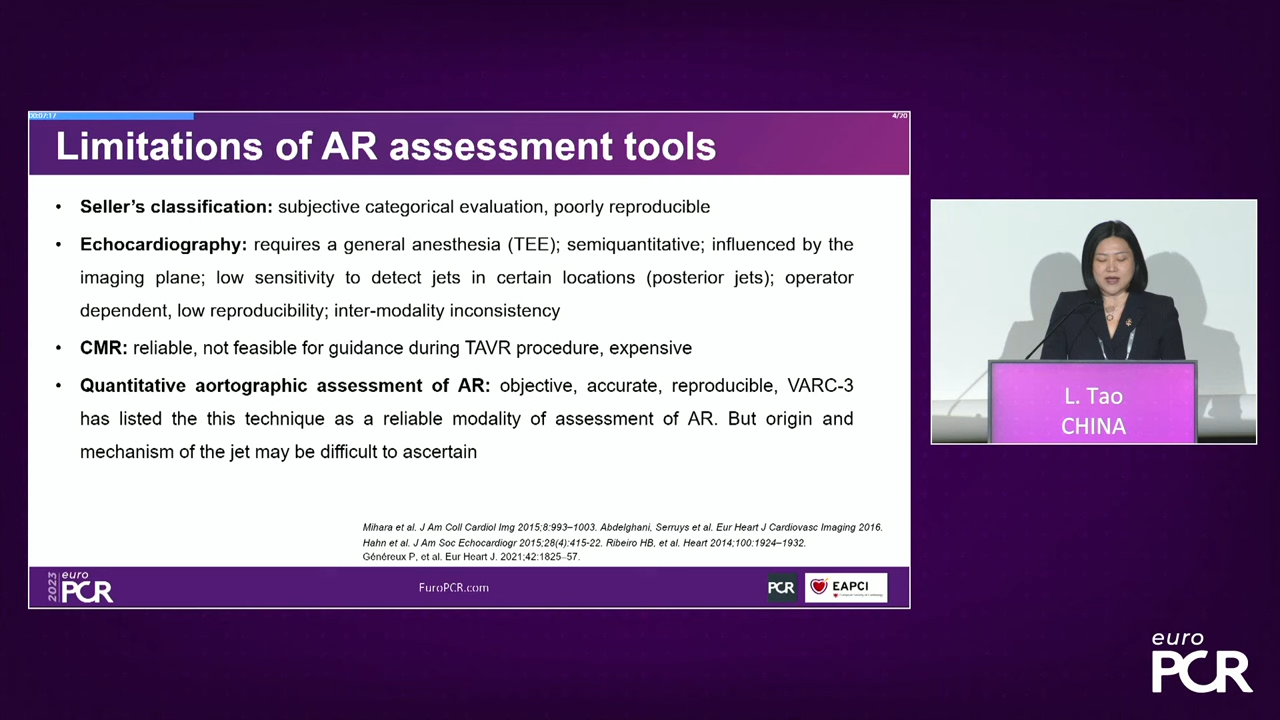 00:07:17
4/20
Limitations of AR assessment tools
• Seller's classification: subjective categorical evaluation, poorly reproducible
• Echocardiography: requires a general anesthesia (TEE); semiquantitative; influenced by the
imaging plane; low sensitivity to detect jets in certain locations (posterior jets); operator
dependent, low reproducibility; inter-modality inconsistency
• CMR: reliable, not feasible for guidance during TAVR procedure, expensive
• Quantitative aortographic assessment of AR: objective, accurate, reproducible, VARC-3
has listed the this technique as a reliable modality of assessment of AR. But origin and
mechanism of the jet may be difficult to ascertain
Mihara et al. J Am Coll Cardiol Img 2015;8:993–1003. Abdelghani, Serruys et al. Eur Heart J Cardiovasc Imaging 2016.
Hahn et al. J Am Soc Echocardiogr 2015;28(4):415-22. Ribeiro HB, et al. Heart 2014;100:1924–1932.
Généreux P, et al. Eur Heart J. 2021;42:1825–57.
2023
euro
PCR
EuroPCR.com
PCR
EAPCI
L. Tao
CHINA
euro
PCR